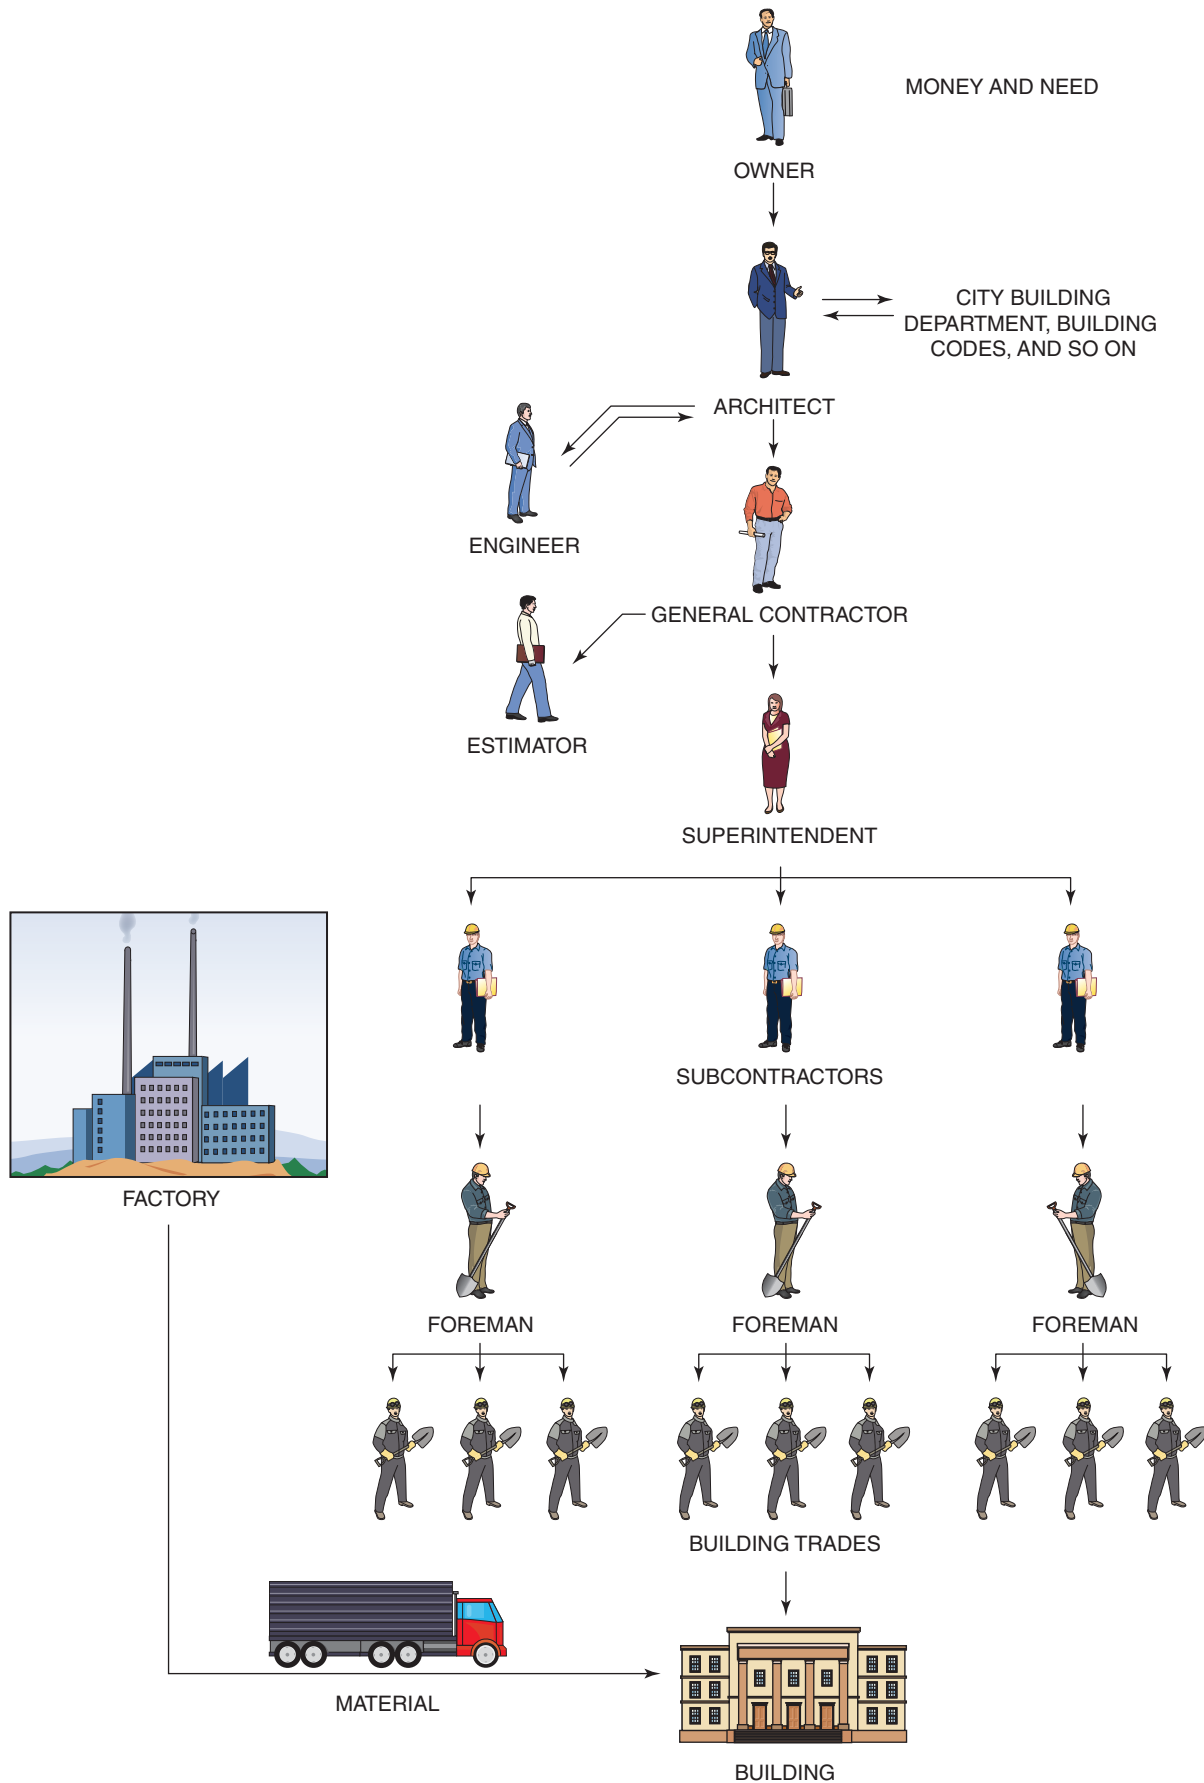 MONEY AND NEED
OWNER
CITY BUILDING
DEPARTMENT, BUILDING
CODES, AND SO ON
ARCHITECT
ENGINEER
GENERAL CONTRACTOR
ESTIMATOR
SUPERINTENDENT
SUBCONTRACTORS
FACTORY
FOREMAN
FOREMAN
FOREMAN
BUILDING TRADES
MATERIAL
BUILDING